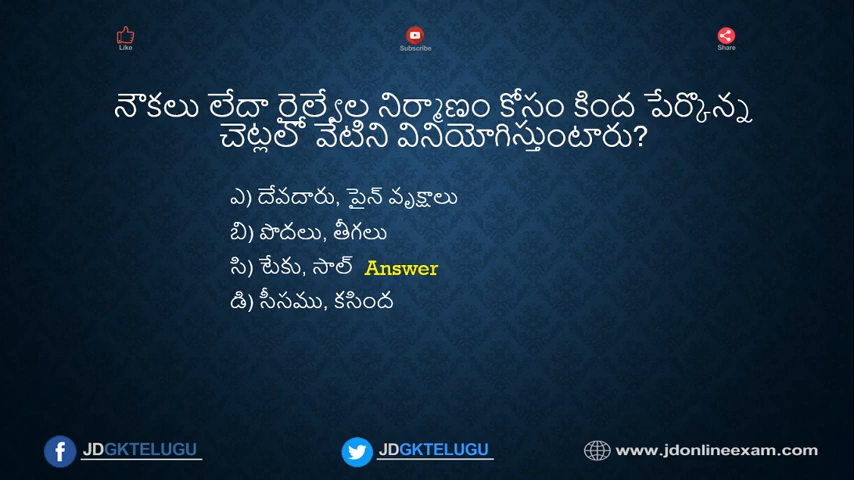 Like
Subscribe
Share
నౌకలు లేదా రైల్వేల నిర్మాణం కోసం కింద పేర్కొన్న
చెట్లలో వేటిని వినియోగిస్తుంటారు?
ఎ) దేవదారు, పైన్ వృక్షాలు
బి) పొదలు, తీగలు
సి) టేకు, సాల్ Answer
డి) సీసము, కసింద
JDGKTELUGU
JDGKTELUGU
www.jdonlineexam.com